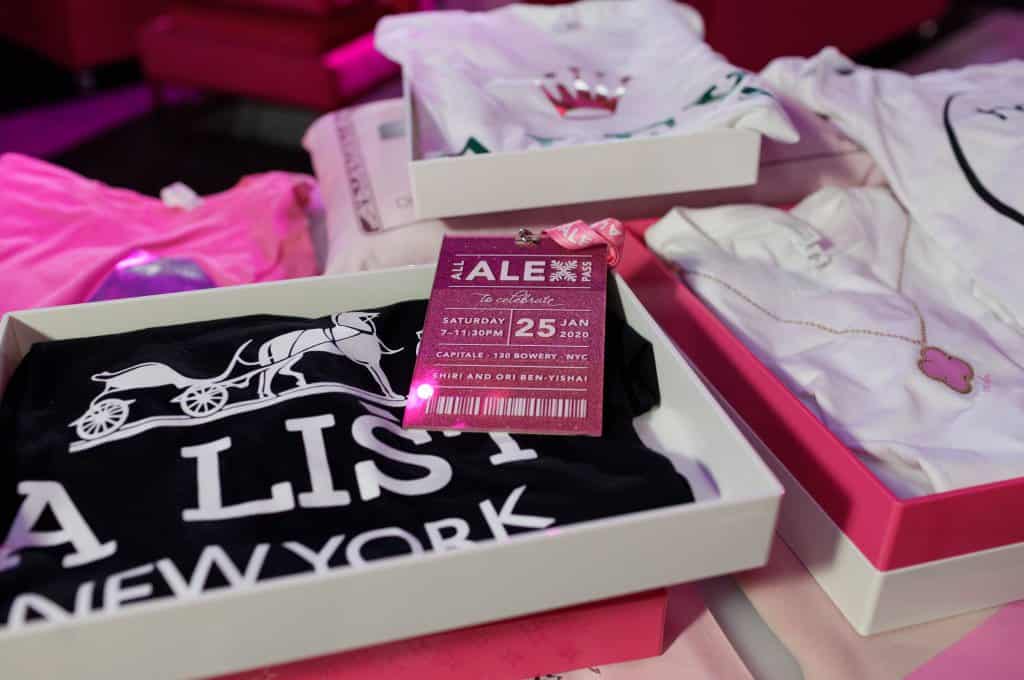 ALL
ALEX
PASS
to celebrate
SATURDAY
7-11:30PM
25
JAN
2020
CAPITALE · 130 BOWERY · NYC
SHIRI AND ORI BEN-YISHAI
ALE
A LIST
NEW YORK